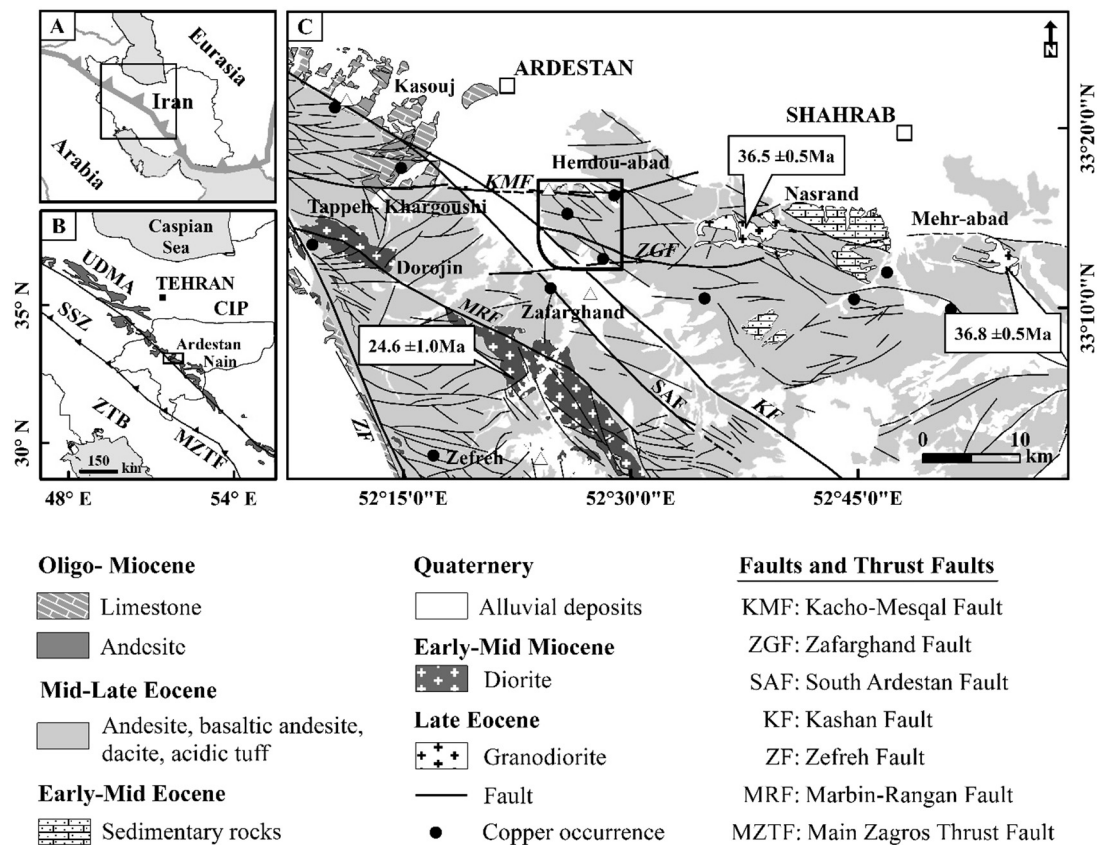 A
Eurasia
Iran
Arabia
B
Caspian
Sea
UDMA
TEHRAN
CIP
SSZ
Ardestan
Nain
ZTB
MZTF
150 km
35° N
30° N
48° E
54° E
C
N
Kasouj
ARDESTAN
SHAHRAB
36.5 ±0.5Ma
Hendou-abad
KMF
Nasrand
Mehr-abad
Tappeh- Khargoushi
ZGF
Dorojin
Zafarghand
MRF
24.6 ±1.0Ma
36.8 ±0.5Ma
SAF
KF
ZF
Zefreh
0 10
km
33°20'0"N
33°10'0"N
52°15'0"E
52°30'0"E
52°45'0"E
Oligo- Miocene
Limestone
Andesite
Mid-Late Eocene
Andesite, basaltic andesite,
dacite, acidic tuff
Early-Mid Eocene
Sedimentary rocks
Quaternery
Alluvial deposits
Early-Mid Miocene
Diorite
Late Eocene
Granodiorite
Fault
Copper occurrence
Faults and Thrust Faults
KMF: Kacho-Mesqal Fault
ZGF: Zafarghand Fault
SAF: South Ardestan Fault
KF: Kashan Fault
ZF: Zefreh Fault
MRF: Marbin-Rangan Fault
MZTF: Main Zagros Thrust Fault